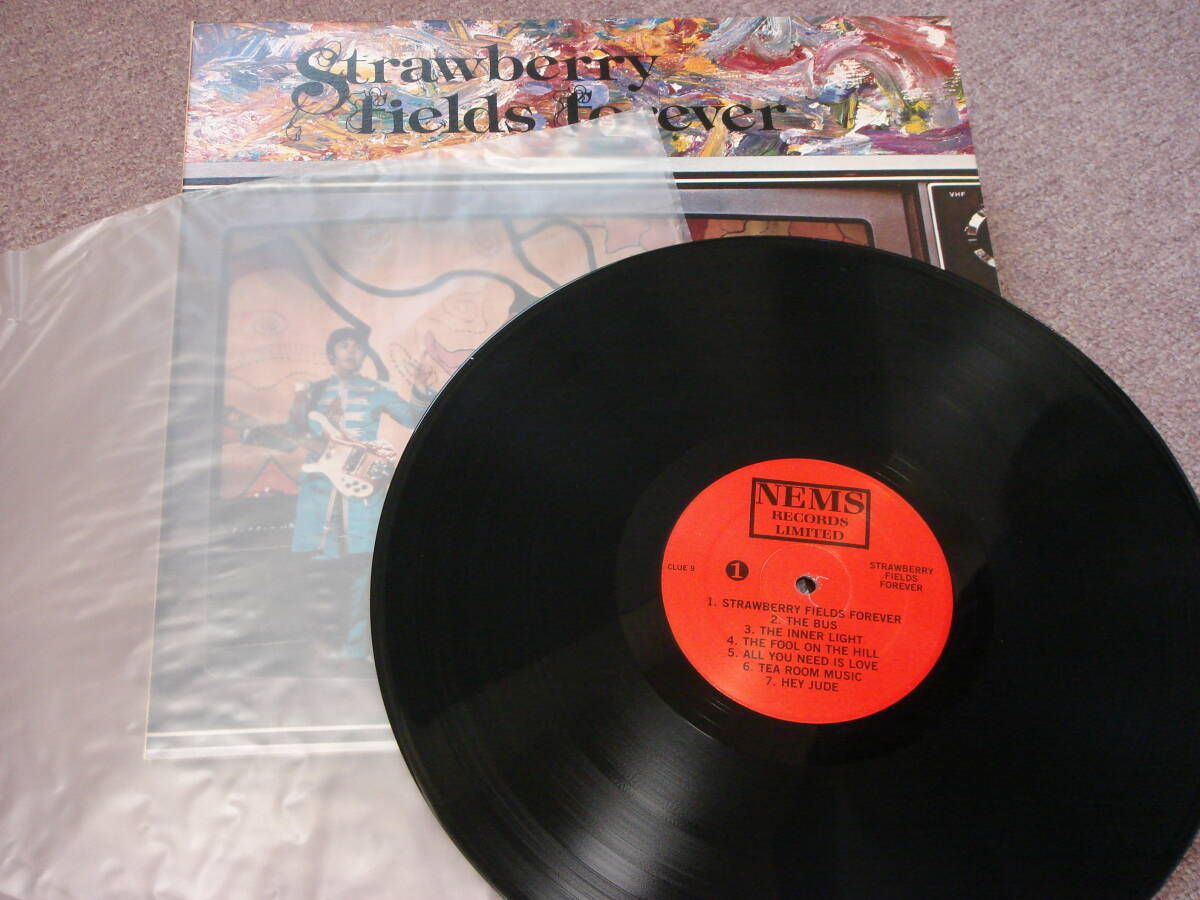 Strawberry
Fields forever
VHF
NEMS
RECORDS
LIMITED
CLUE 9
1
STRAWBERRY
FIELDS
FOREVER
1. STRAWBERRY FIELDS FOREVER
2. THE BUS
3. THE INNER LIGHT
4. THE FOOL ON THE HILL
5. ALL YOU NEED IS LOVE
6. TEA ROOM MUSIC
7. HEY JUDE